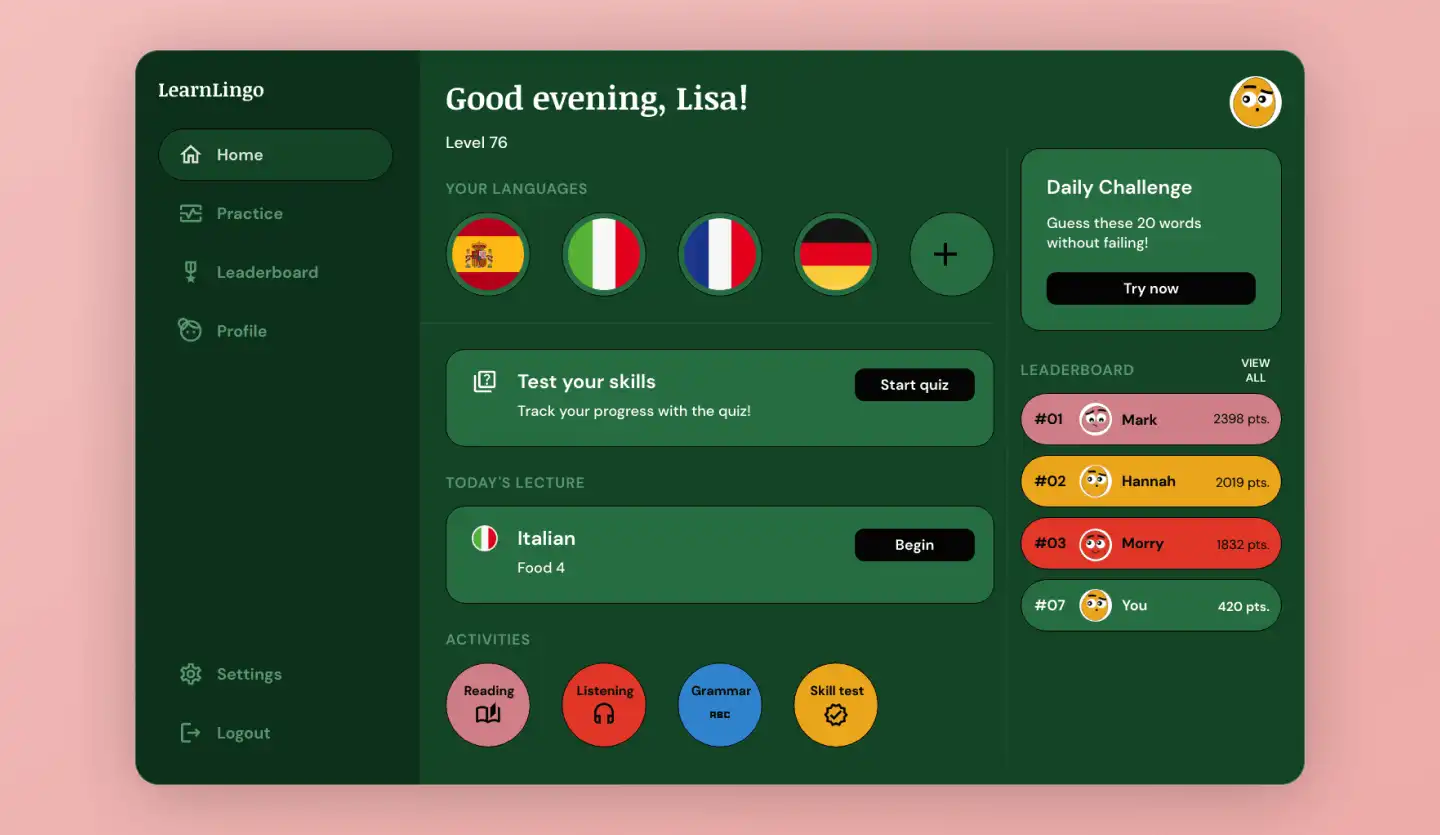 LearnLingo
Home
Practice
Leaderboard
Profile
Settings
Logout
Good evening, Lisa!
Level 76
YOUR LANGUAGES
Test your skills
Track your progress with the quiz!
Start quiz
TODAY'S LECTURE
Italian
Food 4
Begin
ACTIVITIES
Reading
Listening
Grammar
ABC
Skill test
Daily Challenge
Guess these 20 words
without failing!
Try now
LEADERBOARD
VIEW
ALL
#01 Mark 2398 pts.
#02 Hannah 2019 pts.
#03 Morry 1832 pts.
#07 You 420 pts.